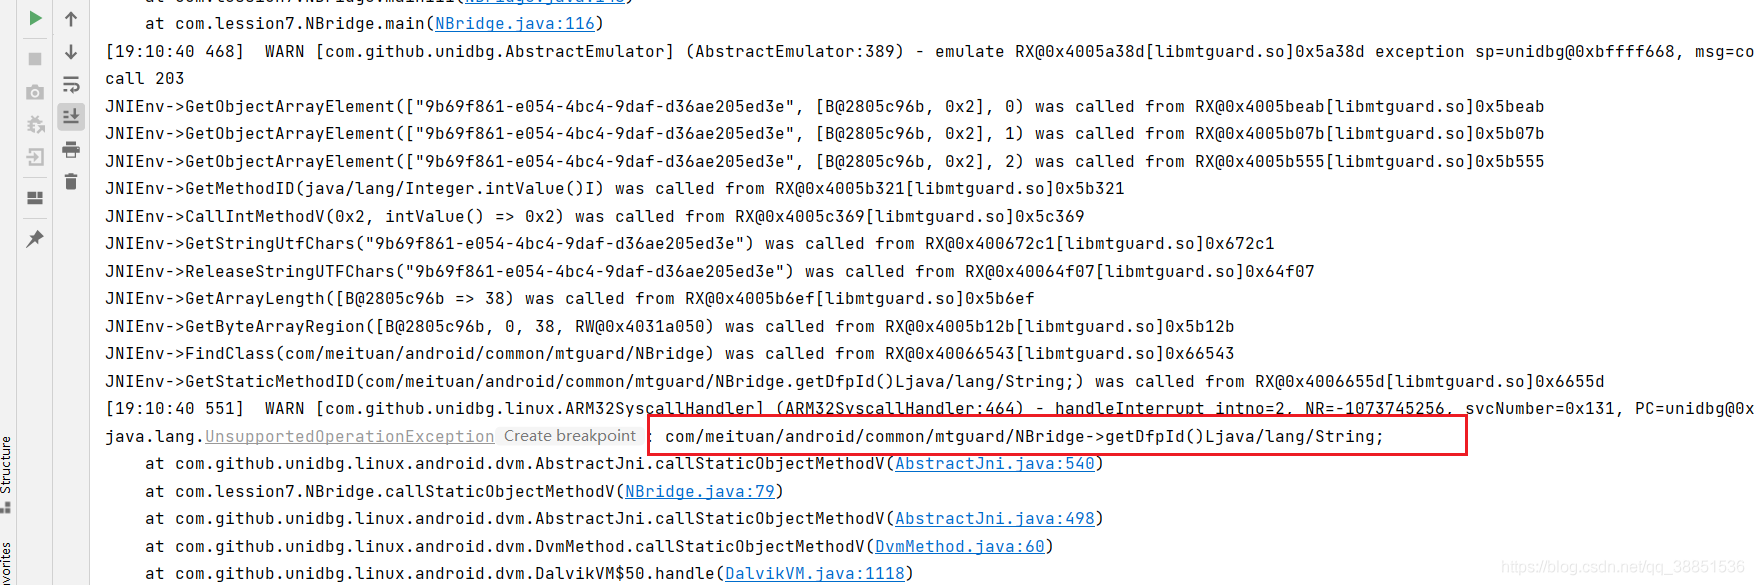 at com.lession7.NBridge.main(NBridge.java:116)
[19:10:40 468]  WARN [com.github.unidbg.AbstractEmulator] (AbstractEmulator:389) - emulate RX@0x4005a38d[libmtguard.so]0x5a38d exception sp=unidbg@0xbffff668, msg=co
call 203
JNIEnv->GetObjectArrayElement(["9b69f861-e054-4bc4-9daf-d36ae205ed3e", [B@2805c96b, 0x2], 0) was called from RX@0x4005beab[libmtguard.so]0x5beab
JNIEnv->GetObjectArrayElement(["9b69f861-e054-4bc4-9daf-d36ae205ed3e", [B@2805c96b, 0x2], 1) was called from RX@0x4005b07b[libmtguard.so]0x5b07b
JNIEnv->GetObjectArrayElement(["9b69f861-e054-4bc4-9daf-d36ae205ed3e", [B@2805c96b, 0x2], 2) was called from RX@0x4005b555[libmtguard.so]0x5b555
JNIEnv->GetMethodID(java/lang/Integer.intValue()I) was called from RX@0x4005b321[libmtguard.so]0x5b321
JNIEnv->CallIntMethodV(0x2, intValue() => 0x2) was called from RX@0x4005c369[libmtguard.so]0x5c369
JNIEnv->GetStringUtfChars("9b69f861-e054-4bc4-9daf-d36ae205ed3e") was called from RX@0x400672c1[libmtguard.so]0x672c1
JNIEnv->ReleaseStringUTFChars("9b69f861-e054-4bc4-9daf-d36ae205ed3e") was called from RX@0x40064f07[libmtguard.so]0x64f07
JNIEnv->GetArrayLength([B@2805c96b => 38) was called from RX@0x4005b6ef[libmtguard.so]0x5b6ef
JNIEnv->GetByteArrayRegion([B@2805c96b, 0, 38, RW@0x4031a050) was called from RX@0x4005b12b[libmtguard.so]0x5b12b
JNIEnv->FindClass(com/meituan/android/common/mtguard/NBridge) was called from RX@0x40066543[libmtguard.so]0x66543
JNIEnv->GetStaticMethodID(com/meituan/android/common/mtguard/NBridge.getDfpId()Ljava/lang/String;) was called from RX@0x4006655d[libmtguard.so]0x6655d
[19:10:40 551]  WARN [com.github.unidbg.linux.ARM32SyscallHandler] (ARM32SyscallHandler:464) - handleInterrupt intno=2, NR=-1073745256, svcNumber=0x131, PC=unidbg@0x
java.lang.UnsupportedOperationException Create breakpoint : com/meituan/android/common/mtguard/NBridge->getDfpId()Ljava/lang/String;
at com.github.unidbg.linux.android.dvm.AbstractJni.callStaticObjectMethodV(AbstractJni.java:540)
at com.lession7.NBridge.callStaticObjectMethodV(NBridge.java:79)
at com.github.unidbg.linux.android.dvm.AbstractJni.callStaticObjectMethodV(AbstractJni.java:498)
at com.github.unidbg.linux.android.dvm.DvmMethod.callStaticObjectMethodV(DvmMethod.java:60)
at com.github.unidbg.linux.android.dvm.DalvikVM$50.handle(DalvikVM.java:1118)
Structure
https://blog.csdn.net/qq_38851536